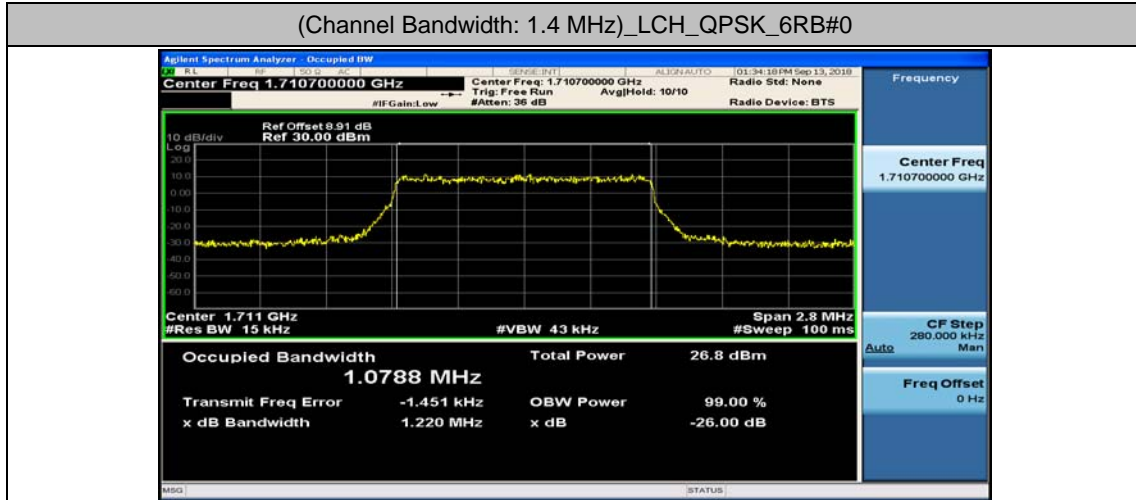 (Channel Bandwidth: 1.4 MHz)_LCH_QPSK_6RB#0
Agilent Spectrum Analyzer - Occupied BW
RL RF 50 Ω AC SENSE:INT ALIGN AUTO 01:34:18 PM Sep 13, 2018
Center Freq 1.710700000 GHz
Center Freq: 1.710700000 GHz
Radio Std: None
Trig: Free Run Avg|Hold: 10/10
#IFGain:Low #Atten: 36 dB Radio Device: BTS
Frequency
Ref Offset 8.91 dB
10 dB/div Ref 30.00 dBm
Log
20.0
10.0
0.00
-10.0
-20.0
-30.0
-40.0
-50.0
-60.0
Center Freq
1.710700000 GHz
Center 1.711 GHz Span 2.8 MHz
#Res BW 15 kHz #VBW 43 kHz #Sweep 100 ms
CF Step
280.000 kHz
Auto Man
Freq Offset
0 Hz
Occupied Bandwidth Total Power 26.8 dBm
1.0788 MHz
Transmit Freq Error -1.451 kHz OBW Power 99.00 %
x dB Bandwidth 1.220 MHz x dB -26.00 dB
MSG STATUS